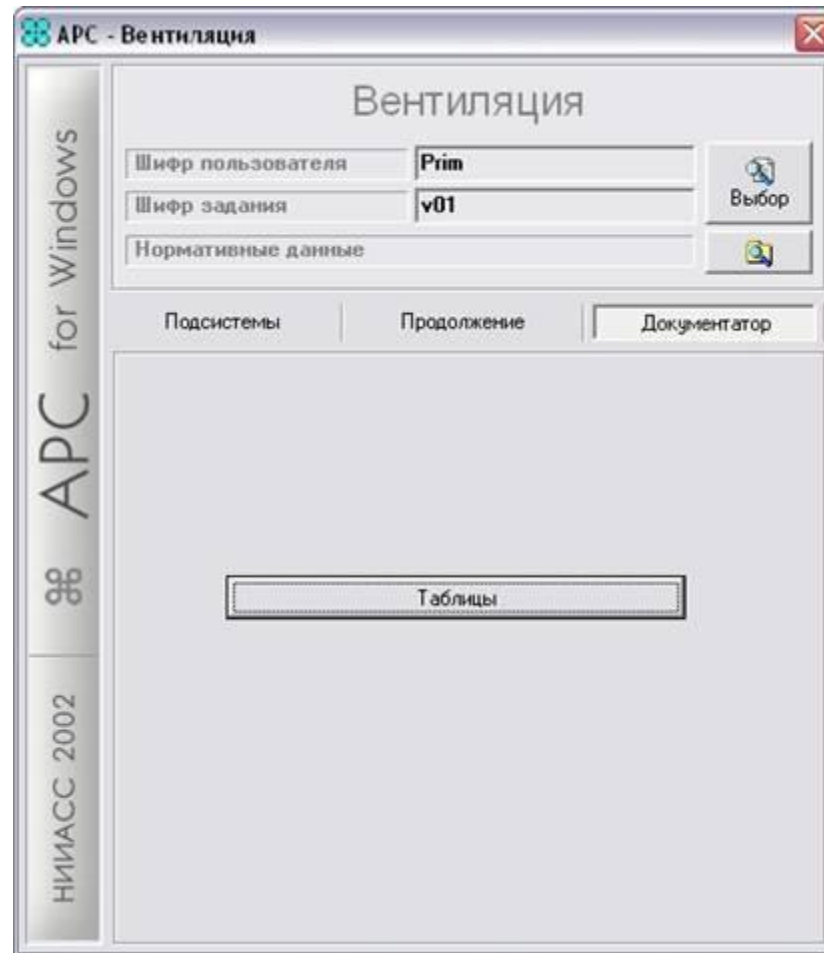 АРС - Вентиляция
Вентиляция
Шифр пользователя Prim
Шифр задания v01
Выбор
Нормативные данные
Подсистемы Продолжение Документатор
Таблицы
АРС for Windows
НИИАСС 2002